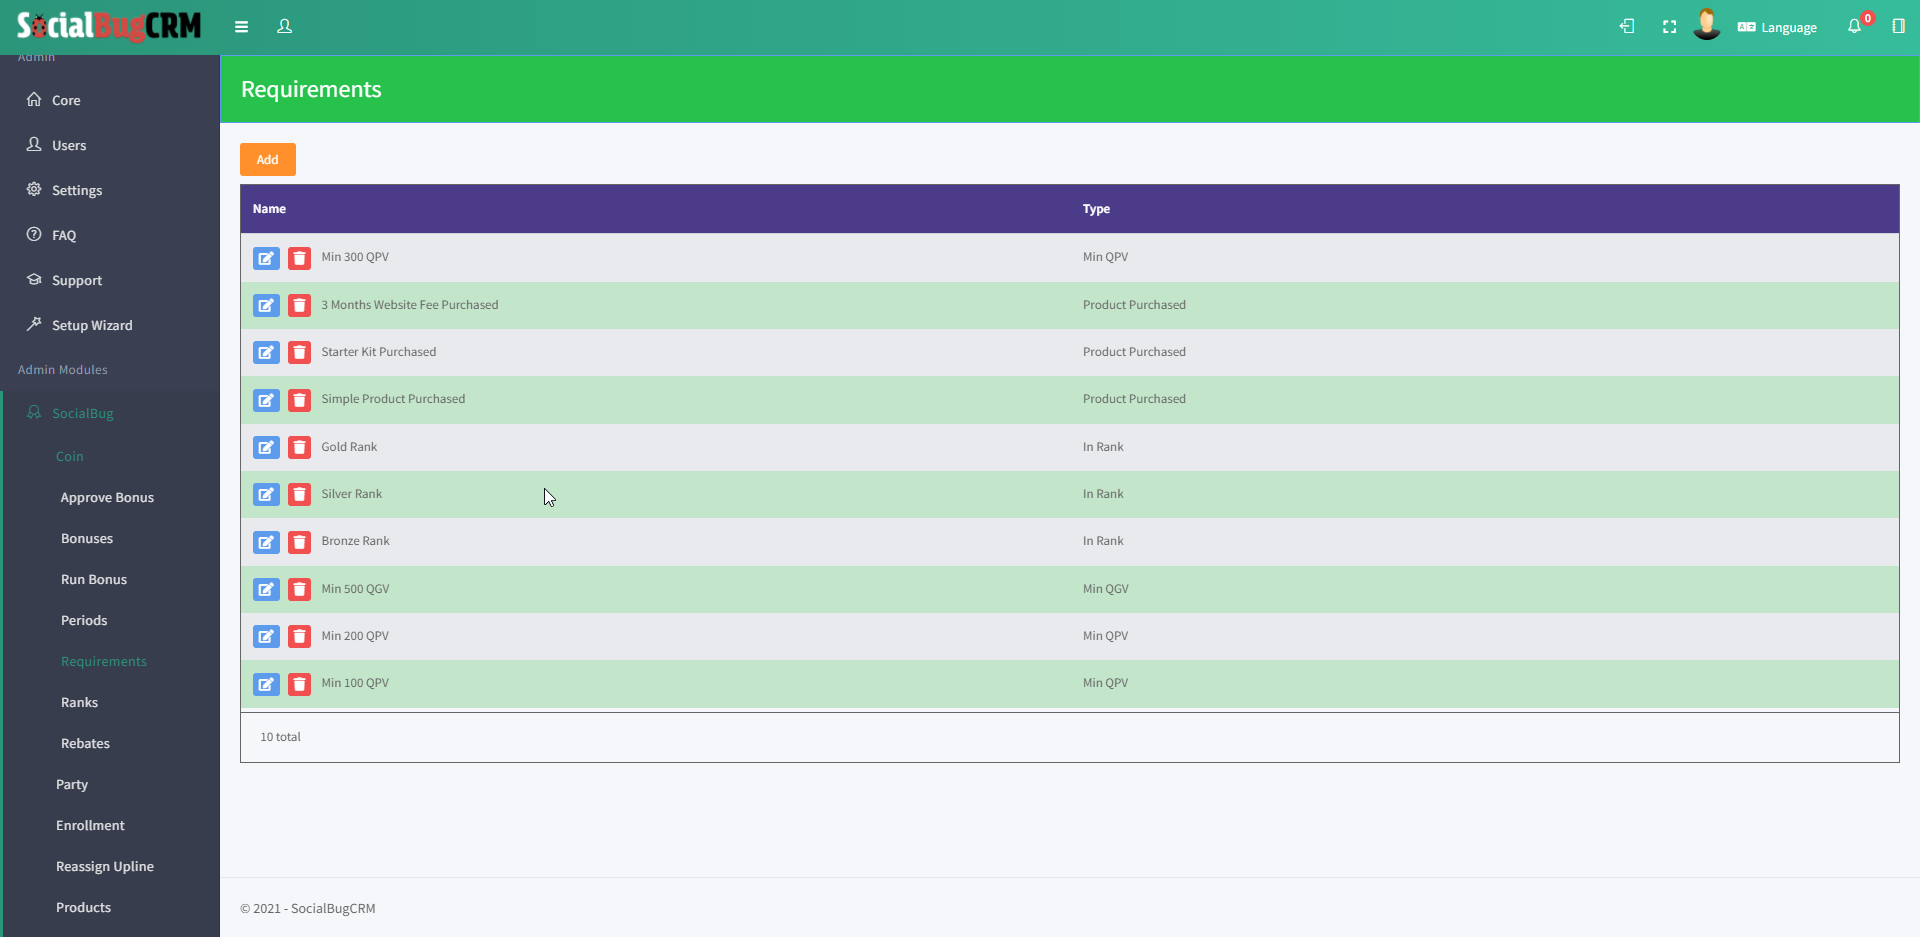 SocialBugCRM
Language
0
Admin
Core
Users
Settings
FAQ
Support
Setup Wizard
Admin Modules
SocialBug
Coin
Approve Bonus
Bonuses
Run Bonus
Periods
Requirements
Ranks
Rebates
Party
Enrollment
Reassign Upline
Products
Requirements
Add
Name Type
Min 300 QPV Min QPV
3 Months Website Fee Purchased Product Purchased
Starter Kit Purchased Product Purchased
Simple Product Purchased Product Purchased
Gold Rank In Rank
Silver Rank In Rank
Bronze Rank In Rank
Min 500 QGV Min QGV
Min 200 QPV Min QPV
Min 100 QPV Min QPV
10 total
© 2021 - SocialBugCRM